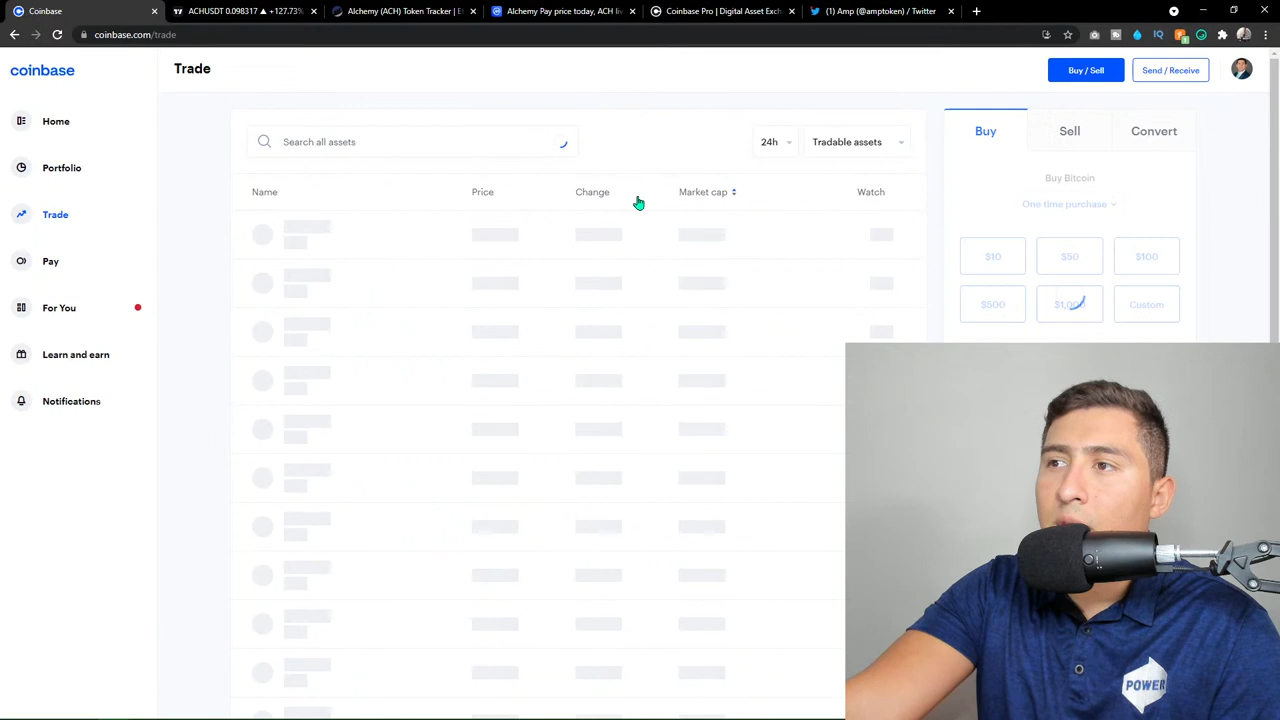 Coinbase
ACHUSDT 0.098317 ▲ +127.73%
Alchemy (ACH) Token Tracker | Et
Alchemy Pay price today, ACH liv
Coinbase Pro | Digital Asset Exch
(1) Amp (@amptoken) / Twitter
coinbase.com/trade
coinbase
Trade
Buy / Sell
Send / Receive
Home
Portfolio
Trade
Pay
For You
Learn and earn
Notifications
Search all assets
24h
Tradable assets
Name
Price
Change
Market cap
Watch
Buy
Sell
Convert
Buy Bitcoin
One time purchase
$10
$50
$100
$500
$1,000
Custom
POWER